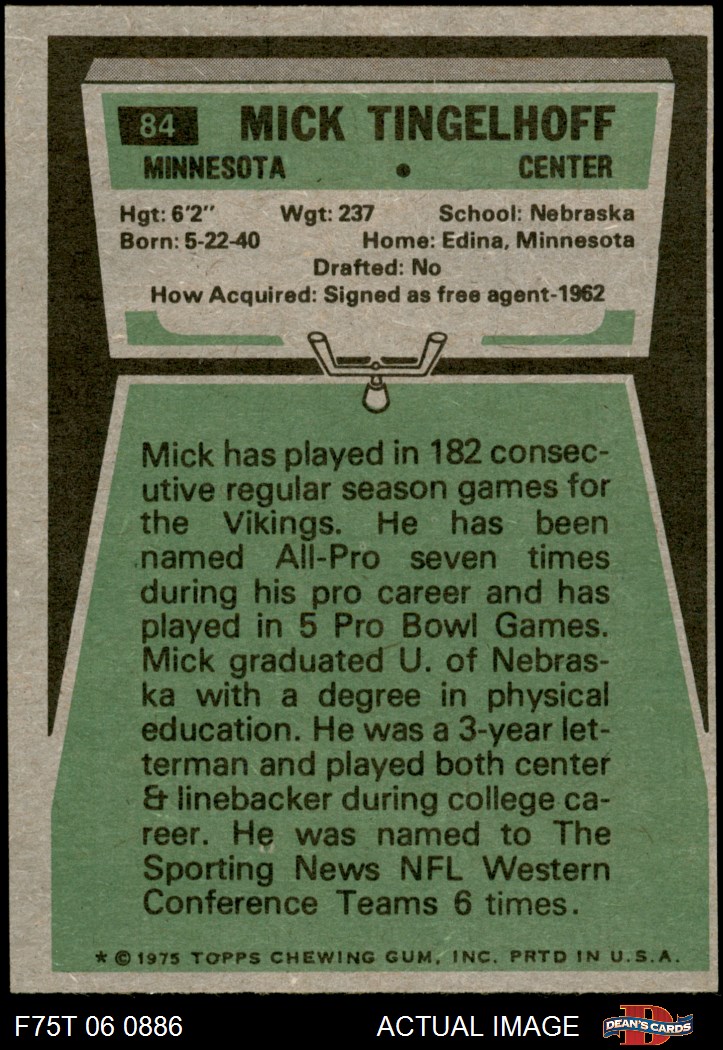 84 MICK TINGELHOFF
MINNESOTA • CENTER
Hgt: 6'2" Wgt: 237 School: Nebraska
Born: 5-22-40 Home: Edina, Minnesota
Drafted: No
How Acquired: Signed as free agent-1962
Mick has played in 182 consec-
utive regular season games for
the Vikings. He has been
named All-Pro seven times
during his pro career and has
played in 5 Pro Bowl Games.
Mick graduated U. of Nebras-
ka with a degree in physical
education. He was a 3-year let-
terman and played both center
& linebacker during college ca-
reer. He was named to The
Sporting News NFL Western
Conference Teams 6 times.
* © 1975 TOPPS CHEWING GUM, INC. PRTD IN U.S.A.
F75T 06 0886 ACTUAL IMAGE D DEAN'S CARDS